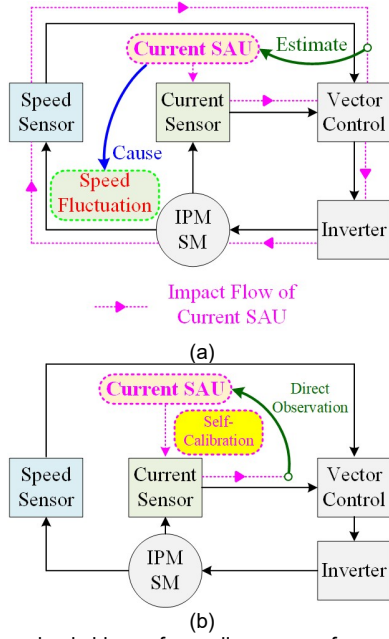 Current SAU
Estimate
Speed
Sensor
Current
Sensor
Vector
Control
Cause
Speed
Fluctuation
IPM
SM
Inverter
Impact Flow of
Current SAU
(a)
Current SAU
Direct
Observation
Self-
Calibration
Speed
Sensor
Current
Sensor
Vector
Control
IPM
SM
Inverter
(b)